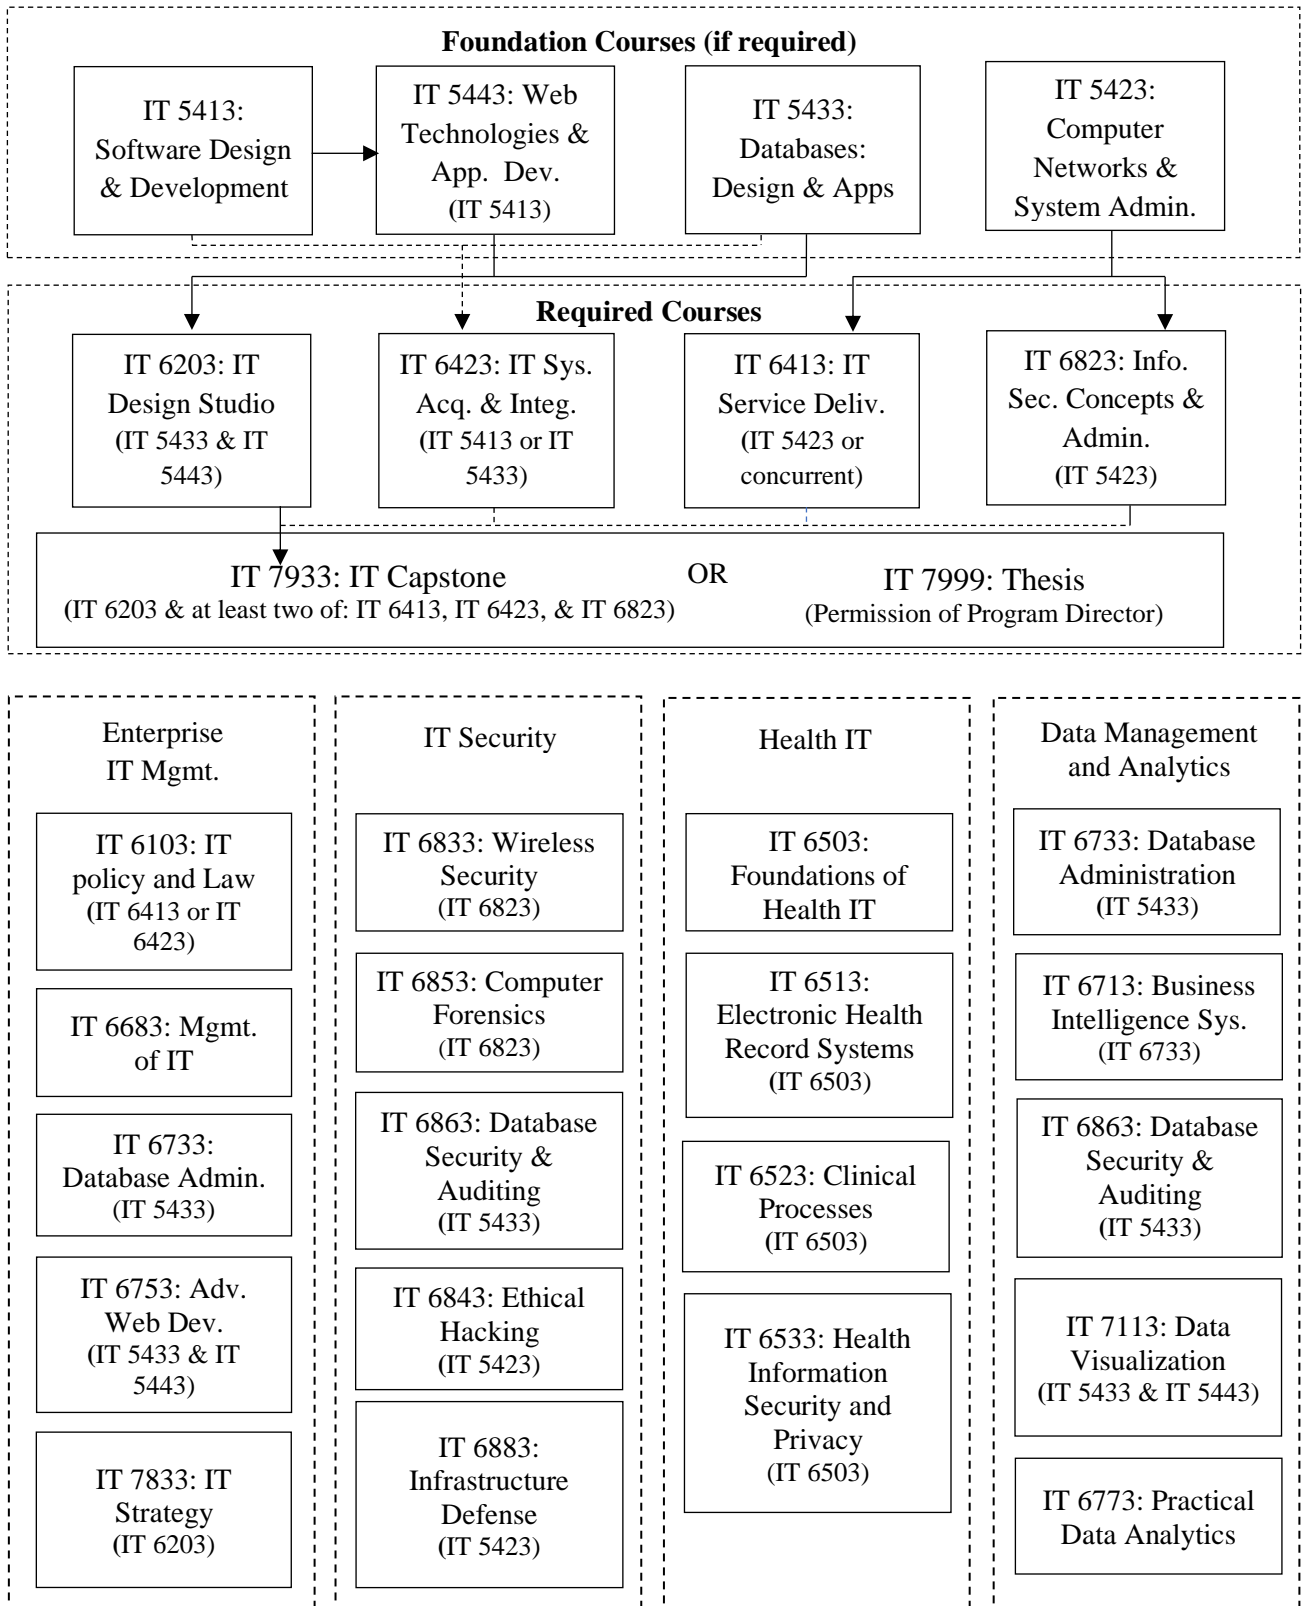 Foundation Courses (if required)
IT 5413:
Software Design
& Development
IT 5443: Web
Technologies &
App. Dev.
(IT 5413)
IT 5433:
Databases:
Design & Apps
IT 5423:
Computer
Networks &
System Admin.
Required Courses
IT 6203: IT
Design Studio
(IT 5433 & IT
5443)
IT 6423: IT Sys.
Acq. & Integ.
(IT 5413 or IT
5433)
IT 6413: IT
Service Deliv.
(IT 5423 or
concurrent)
IT 6823: Info.
Sec. Concepts &
Admin.
(IT 5423)
IT 7933: IT Capstone
(IT 6203 & at least two of: IT 6413, IT 6423, & IT 6823)
OR
IT 7999: Thesis
(Permission of Program Director)
Enterprise
IT Mgmt.
IT 6103: IT
policy and Law
(IT 6413 or IT
6423)
IT 6683: Mgmt.
of IT
IT 6733:
Database Admin.
(IT 5433)
IT 6753: Adv.
Web Dev.
(IT 5433 & IT
5443)
IT 7833: IT
Strategy
(IT 6203)
IT Security
IT 6833: Wireless
Security
(IT 6823)
IT 6853: Computer
Forensics
(IT 6823)
IT 6863: Database
Security &
Auditing
(IT 5433)
IT 6843: Ethical
Hacking
(IT 5423)
IT 6883:
Infrastructure
Defense
(IT 5423)
Health IT
IT 6503:
Foundations of
Health IT
IT 6513:
Electronic Health
Record Systems
(IT 6503)
IT 6523: Clinical
Processes
(IT 6503)
IT 6533: Health
Information
Security and
Privacy
(IT 6503)
Data Management
and Analytics
IT 6733: Database
Administration
(IT 5433)
IT 6713: Business
Intelligence Sys.
(IT 6733)
IT 6863: Database
Security &
Auditing
(IT 5433)
IT 7113: Data
Visualization
(IT 5433 & IT 5443)
IT 6773: Practical
Data Analytics